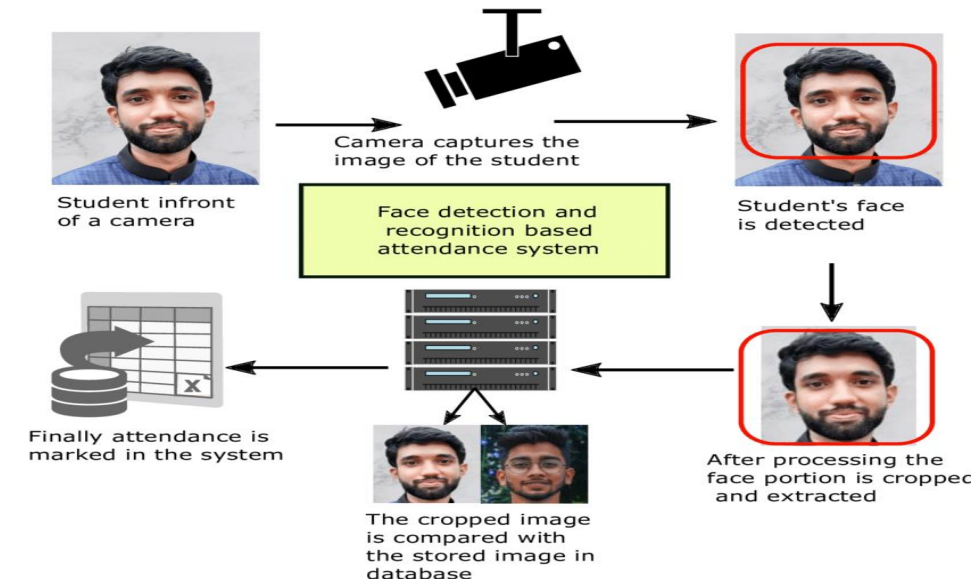 Camera captures the
image of the student
Student infront
of a camera
Face detection and
recognition based
attendance system
Student's face
is detected
X
Finally attendance is
marked in the system
After processing the
face portion is cropped
and extracted
The cropped image
is compared with
the stored image in
database